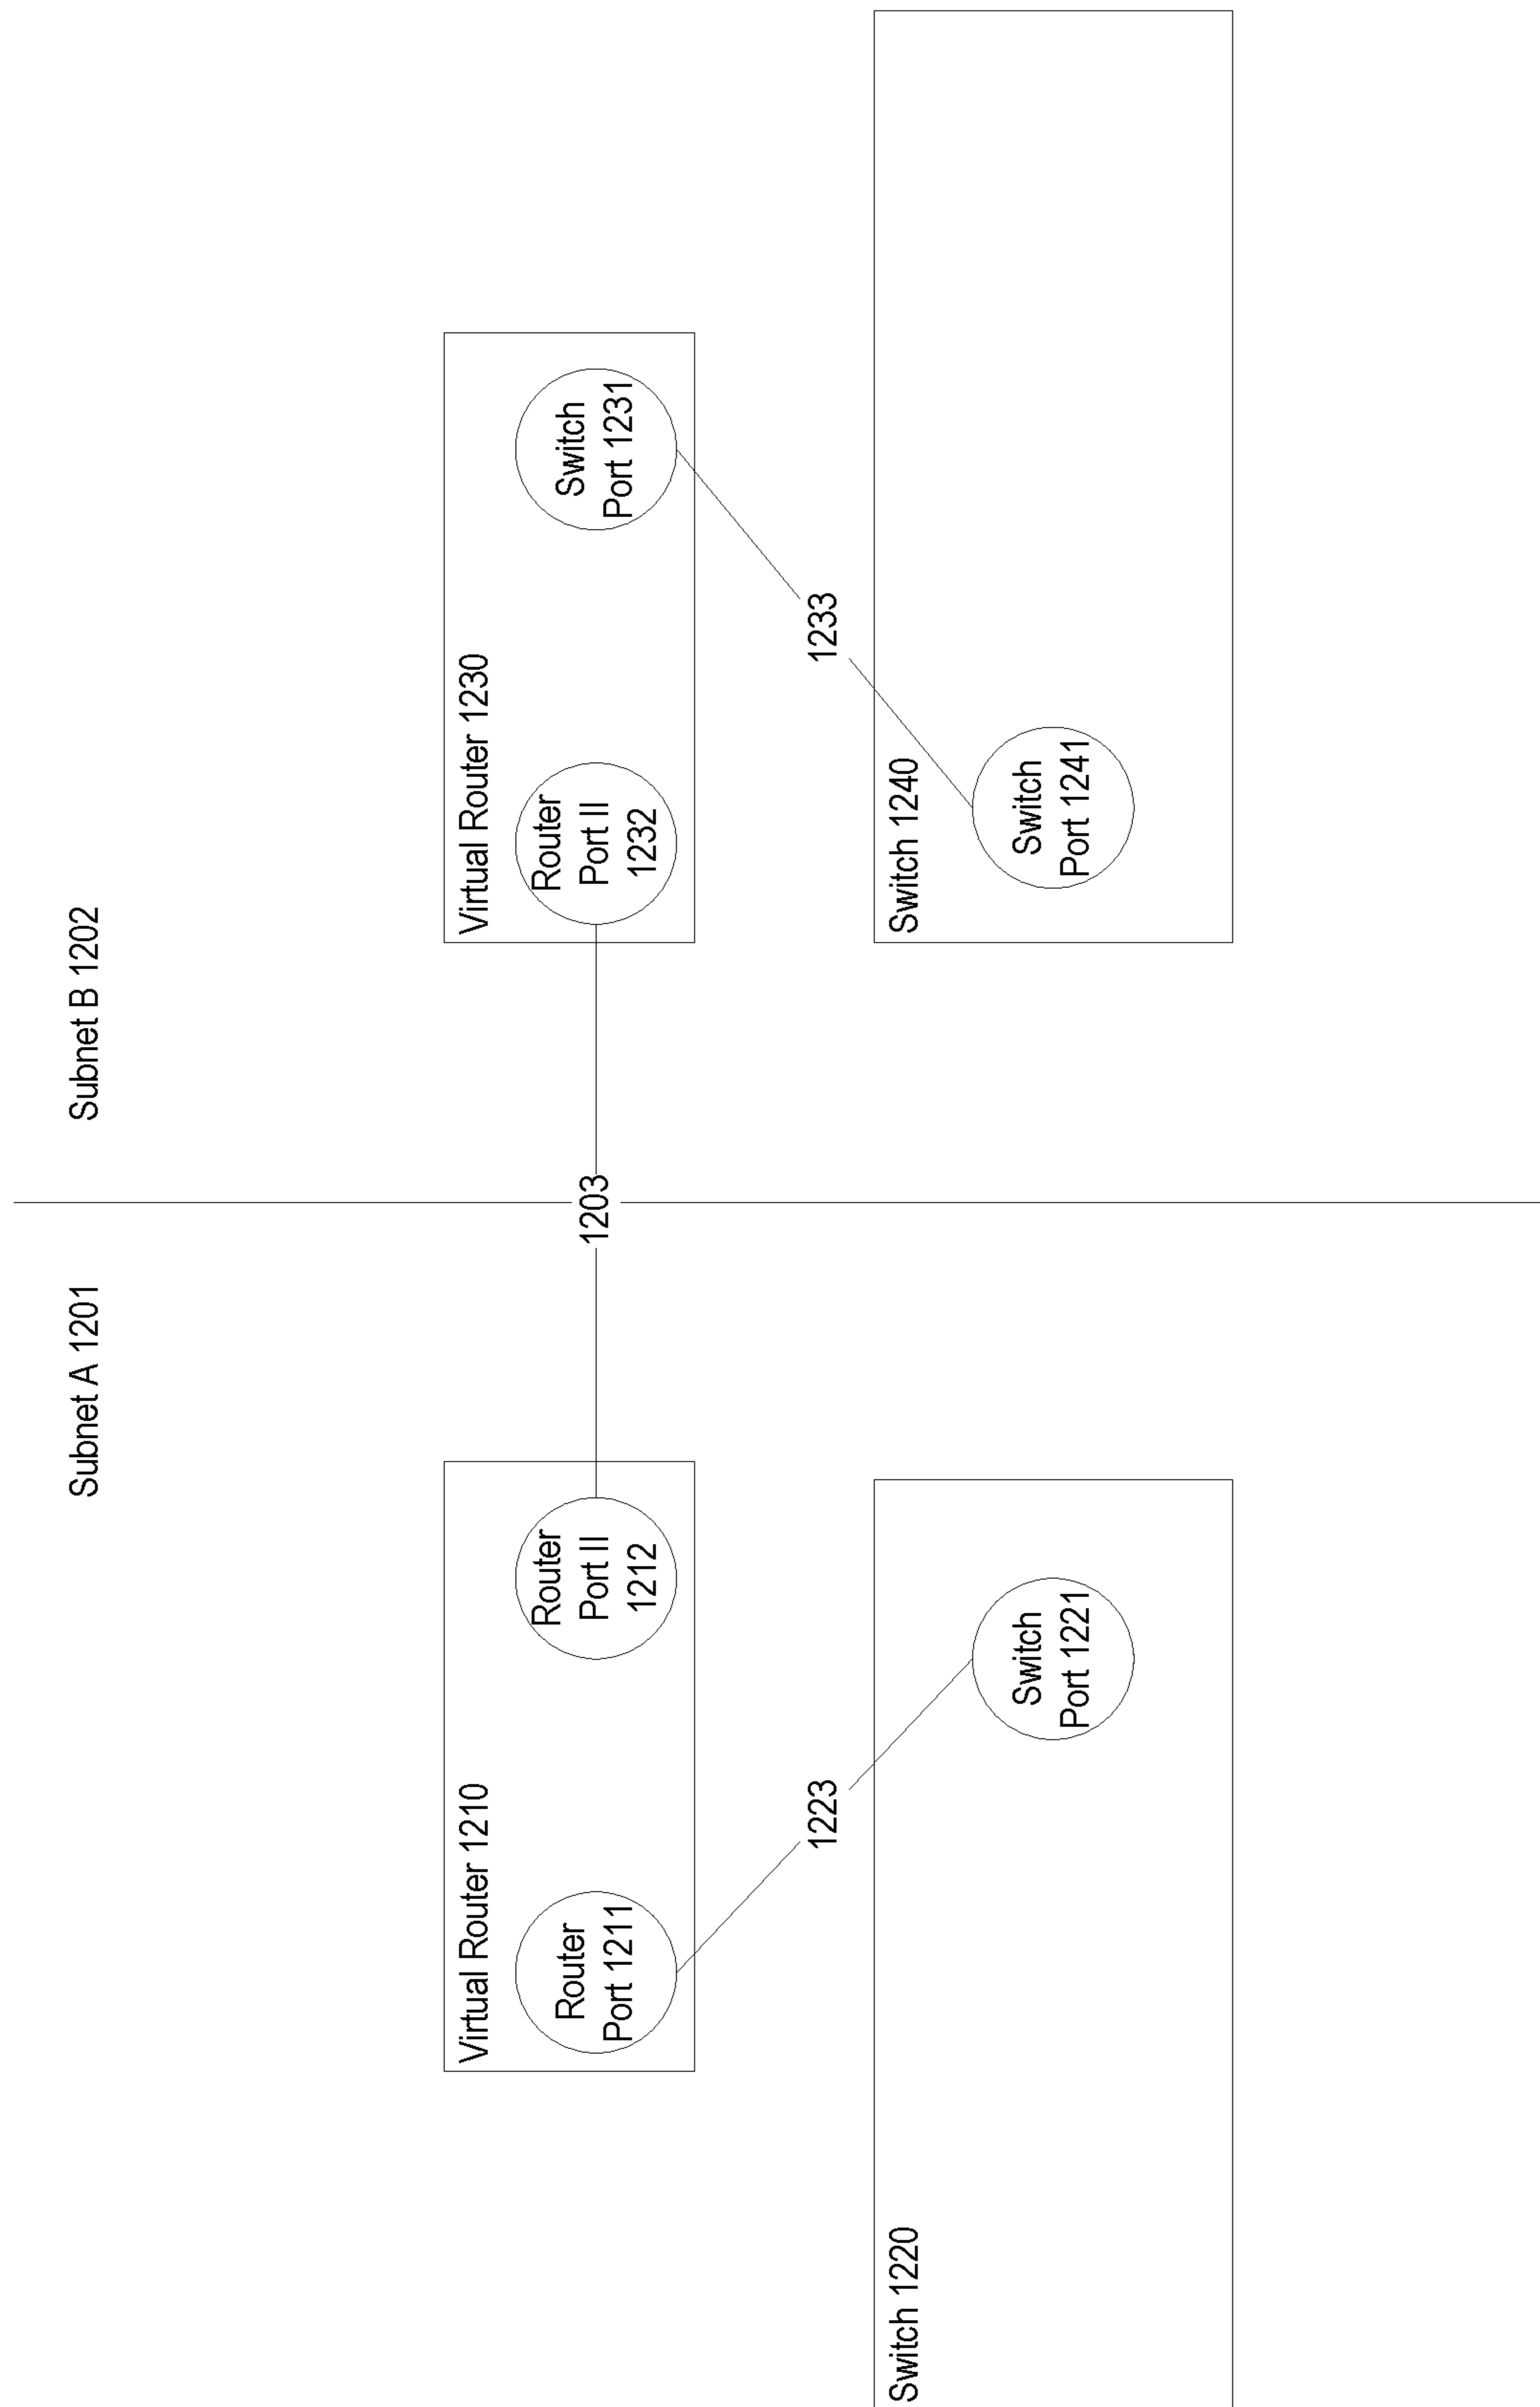 Subnet A 1201
Subnet B 1202
Virtual Router 1210
Router
Port 1211
Router
Port II
1212
1203
Virtual Router 1230
Router
Port II
1232
Switch
Port 1231
1223
1233
Switch 1220
Switch
Port 1221
Switch 1240
Switch
Port 1241